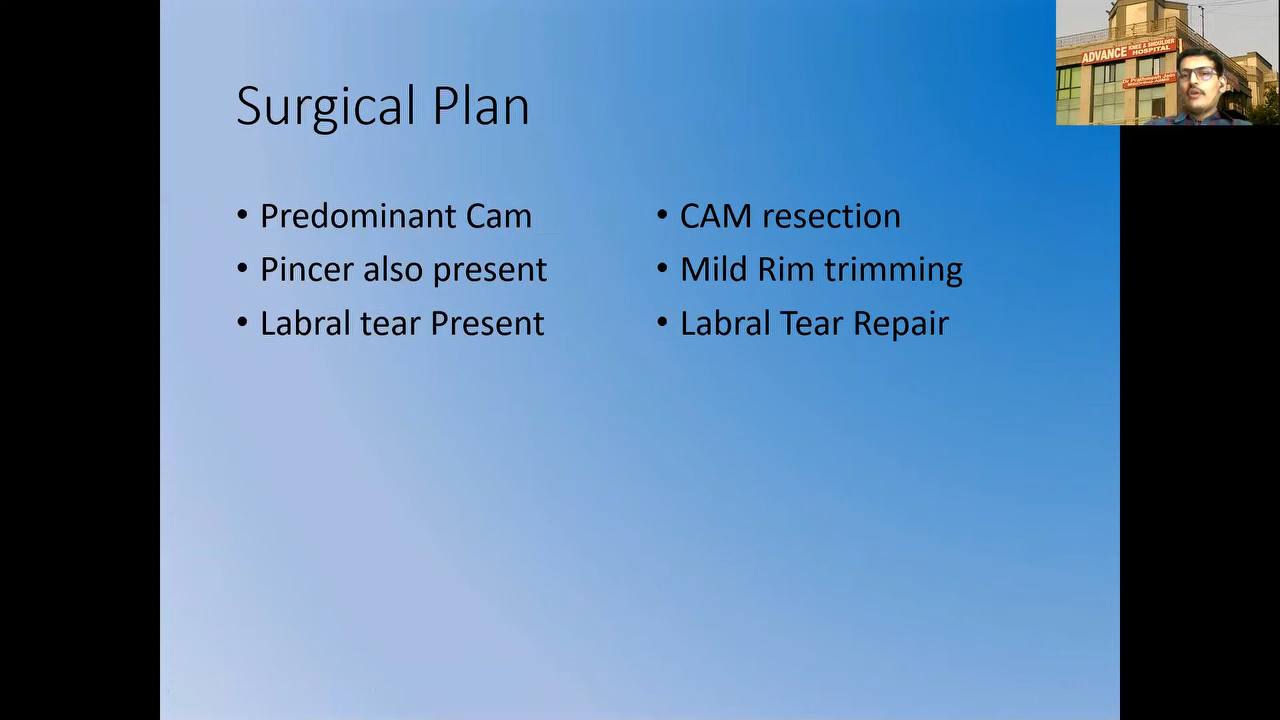 Surgical Plan
• Predominant Cam
• Pincer also present
• Labral tear Present
• CAM resection
• Mild Rim trimming
• Labral Tear Repair
ADVANCE KNEE & SHOULDER
HOSPITAL